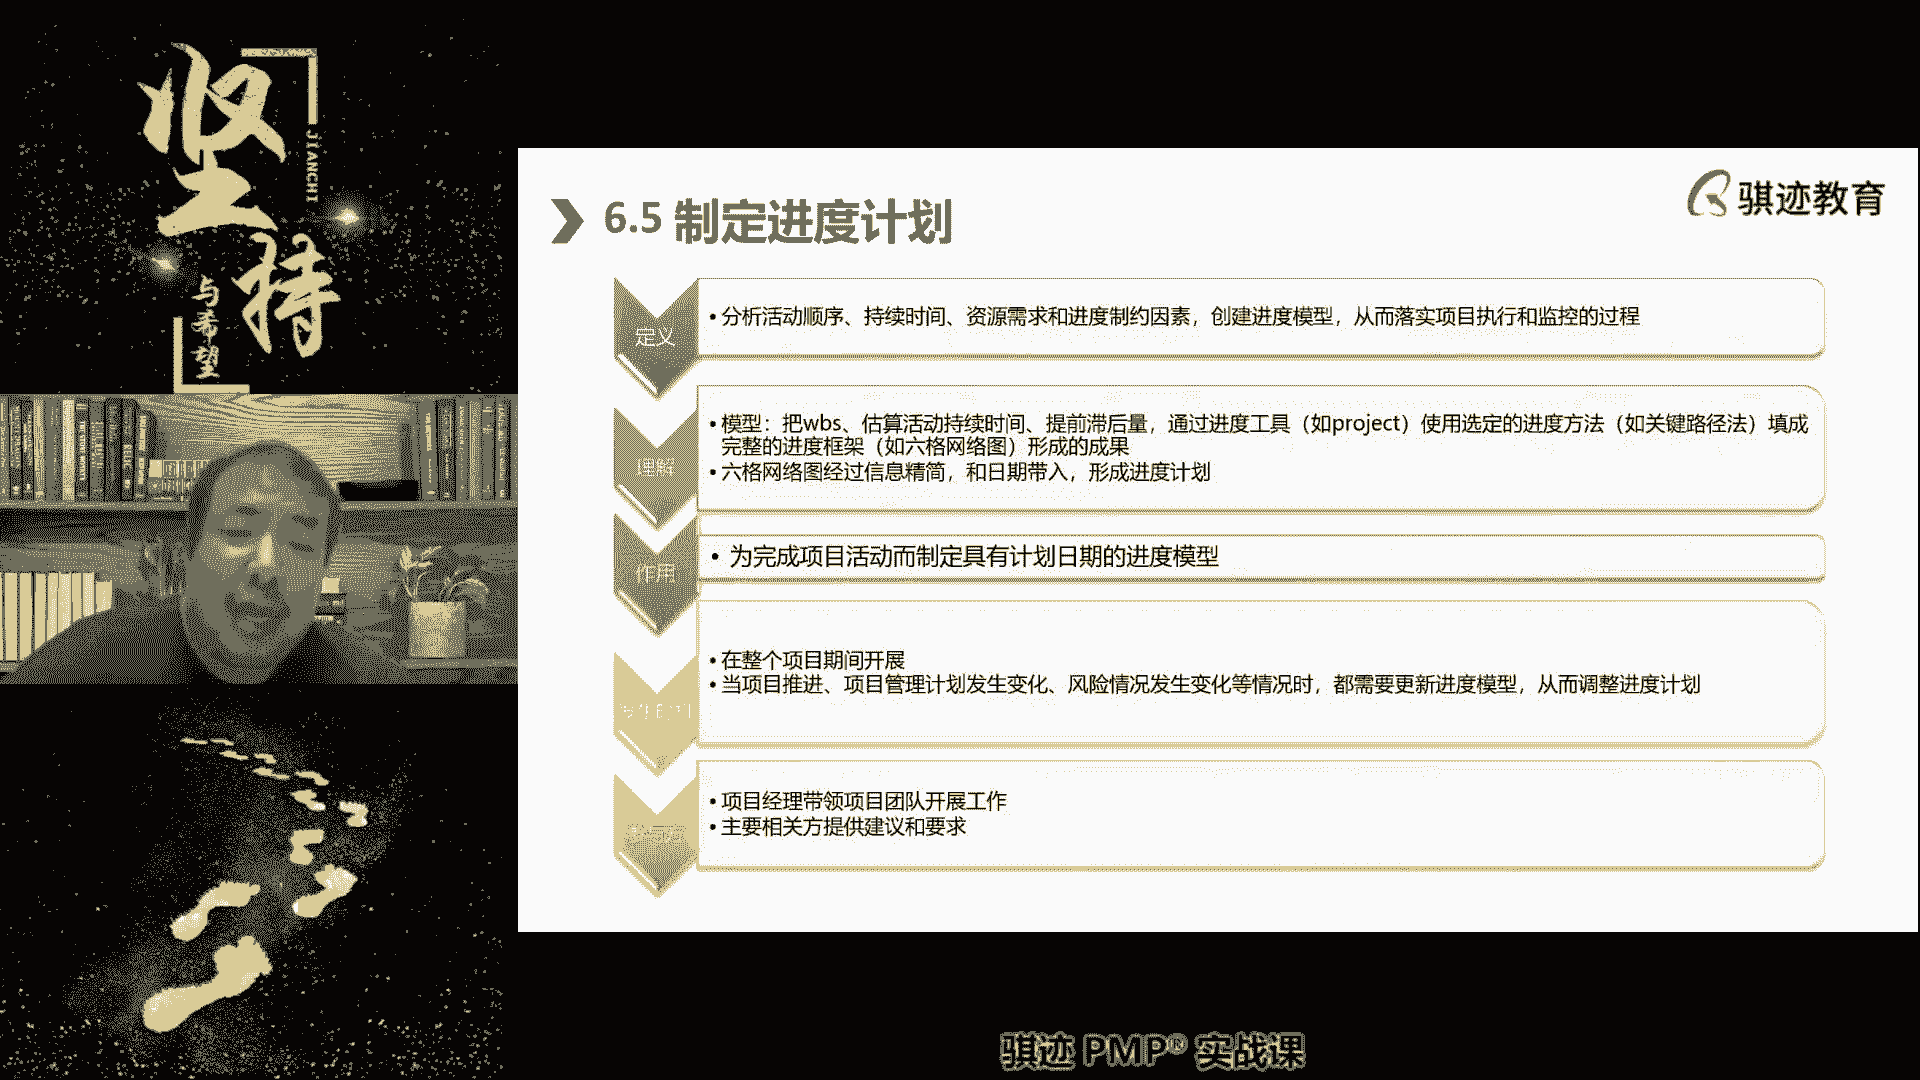 坚持
JIANCHI
与希望
骐迹教育
6.5 制定进度计划
定义
• 分析活动顺序、持续时间、资源需求和进度制约因素，创建进度模型，从而落实项目执行和监控的过程
理解
• 模型：把wbs、估算活动持续时间、提前滞后量，通过进度工具（如project）使用选定的进度方法（如关键路径法）填成
完整的进度框架（如六格网络图）形成的成果
• 六格网络图经过信息精简，和日期带入，形成进度计划
作用
• 为完成项目活动而制定具有计划日期的进度模型
• 在整个项目期间开展
• 当项目推进、项目管理计划发生变化、风险情况发生变化等情况时，都需要更新进度模型，从而调整进度计划
• 项目经理带领项目团队开展工作
• 主要相关方提供建议和要求
骐迹 PMP® 实战课